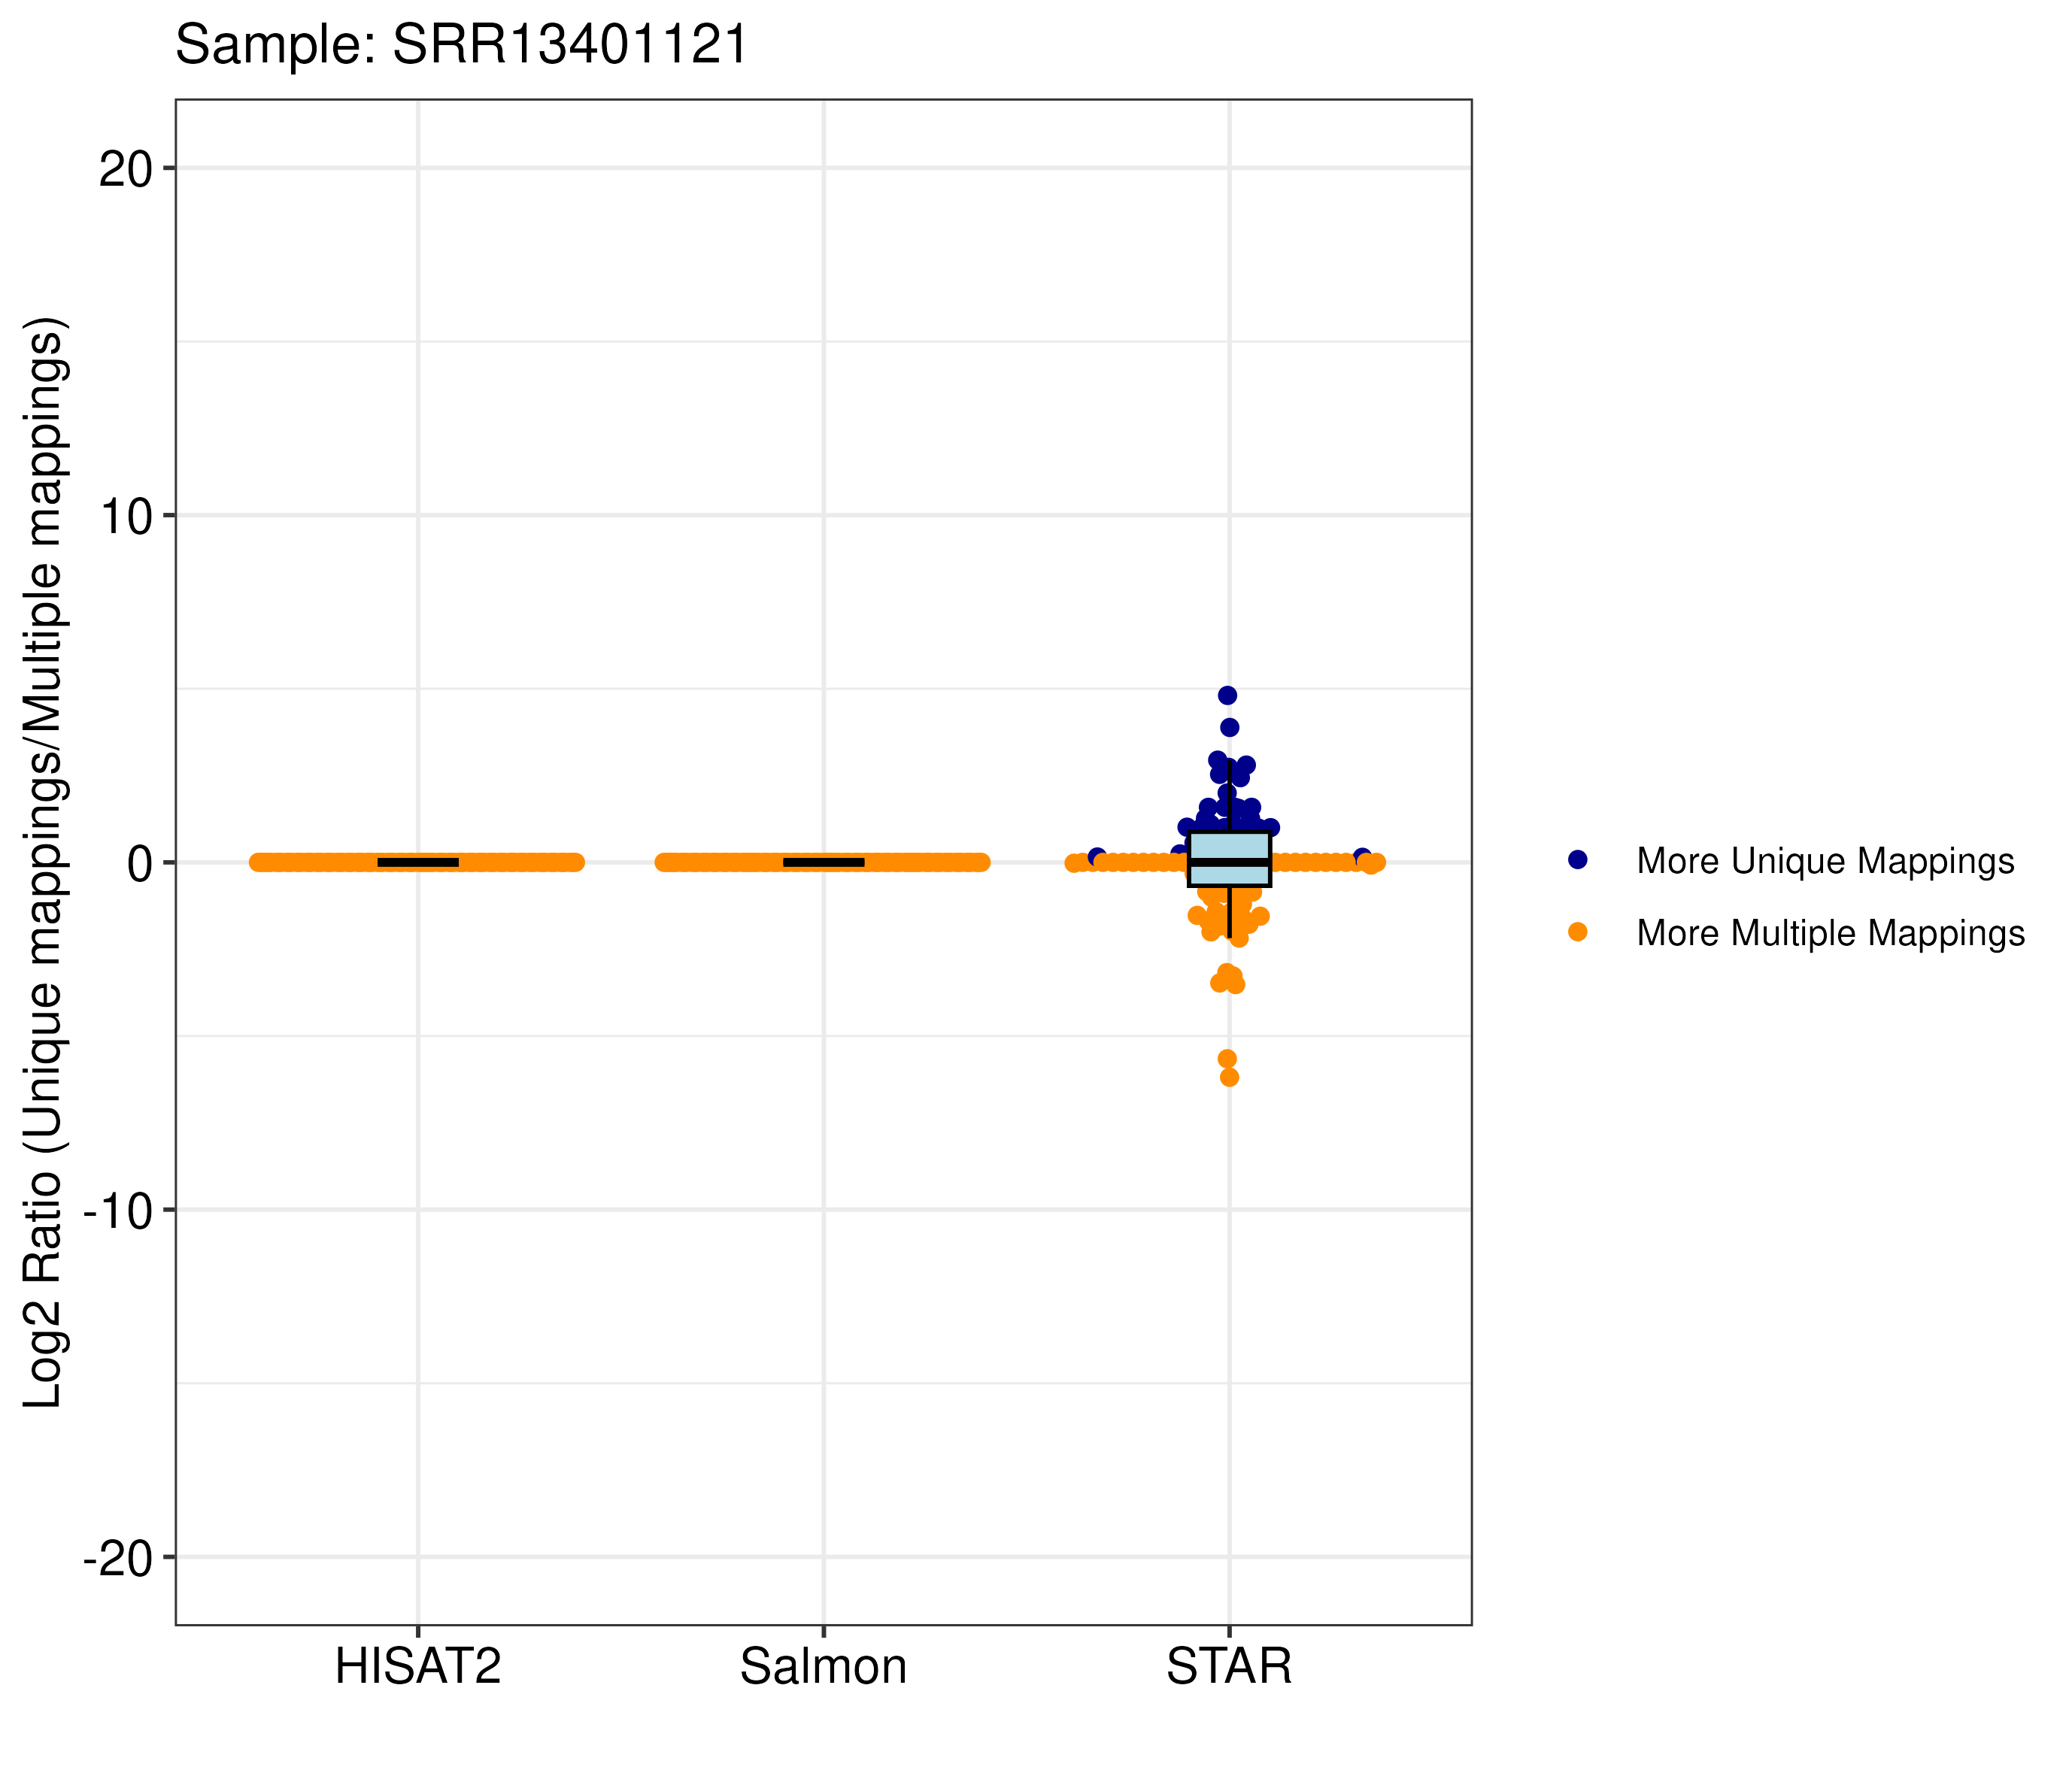 Sample: SRR13401121
Log2 Ratio (Unique mappings/Multiple mappings)
20
10
0
-10
-20
HISAT2
Salmon
STAR
More Unique Mappings
More Multiple Mappings